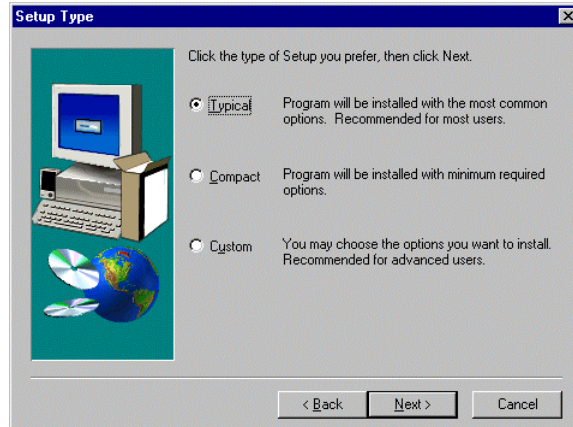 Setup Type
Click the type of Setup you prefer, then click Next.
Typical
Program will be installed with the most common
options. Recommended for most users.
Compact
Program will be installed with minimum required
options.
Custom
You may choose the options you want to install.
Recommended for advanced users.
< Back
Next >
Cancel